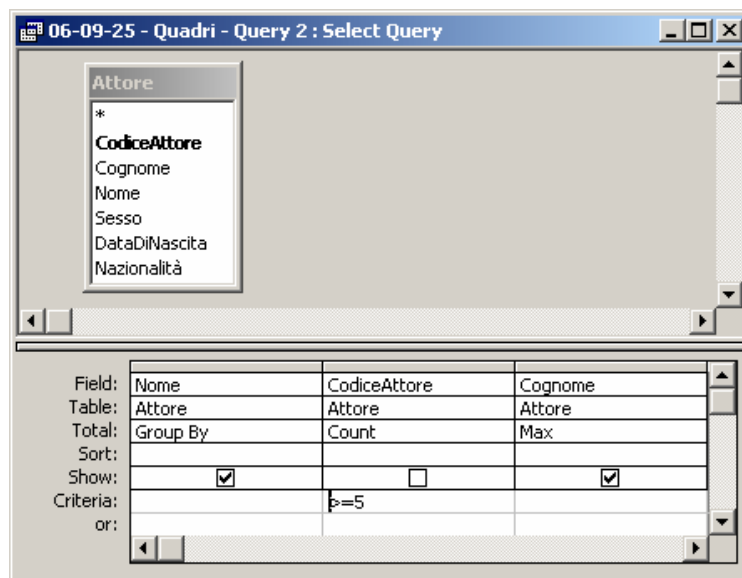 06-09-25 - Quadri - Query 2 : Select Query
Attore
*
CodiceAttore
Cognome
Nome
Sesso
DataDiNascita
Nazionalità
Field: Nome CodiceAttore Cognome
Table: Attore Attore Attore
Total: Group By Count Max
Sort:
Show:
Criteria: >=5
or: